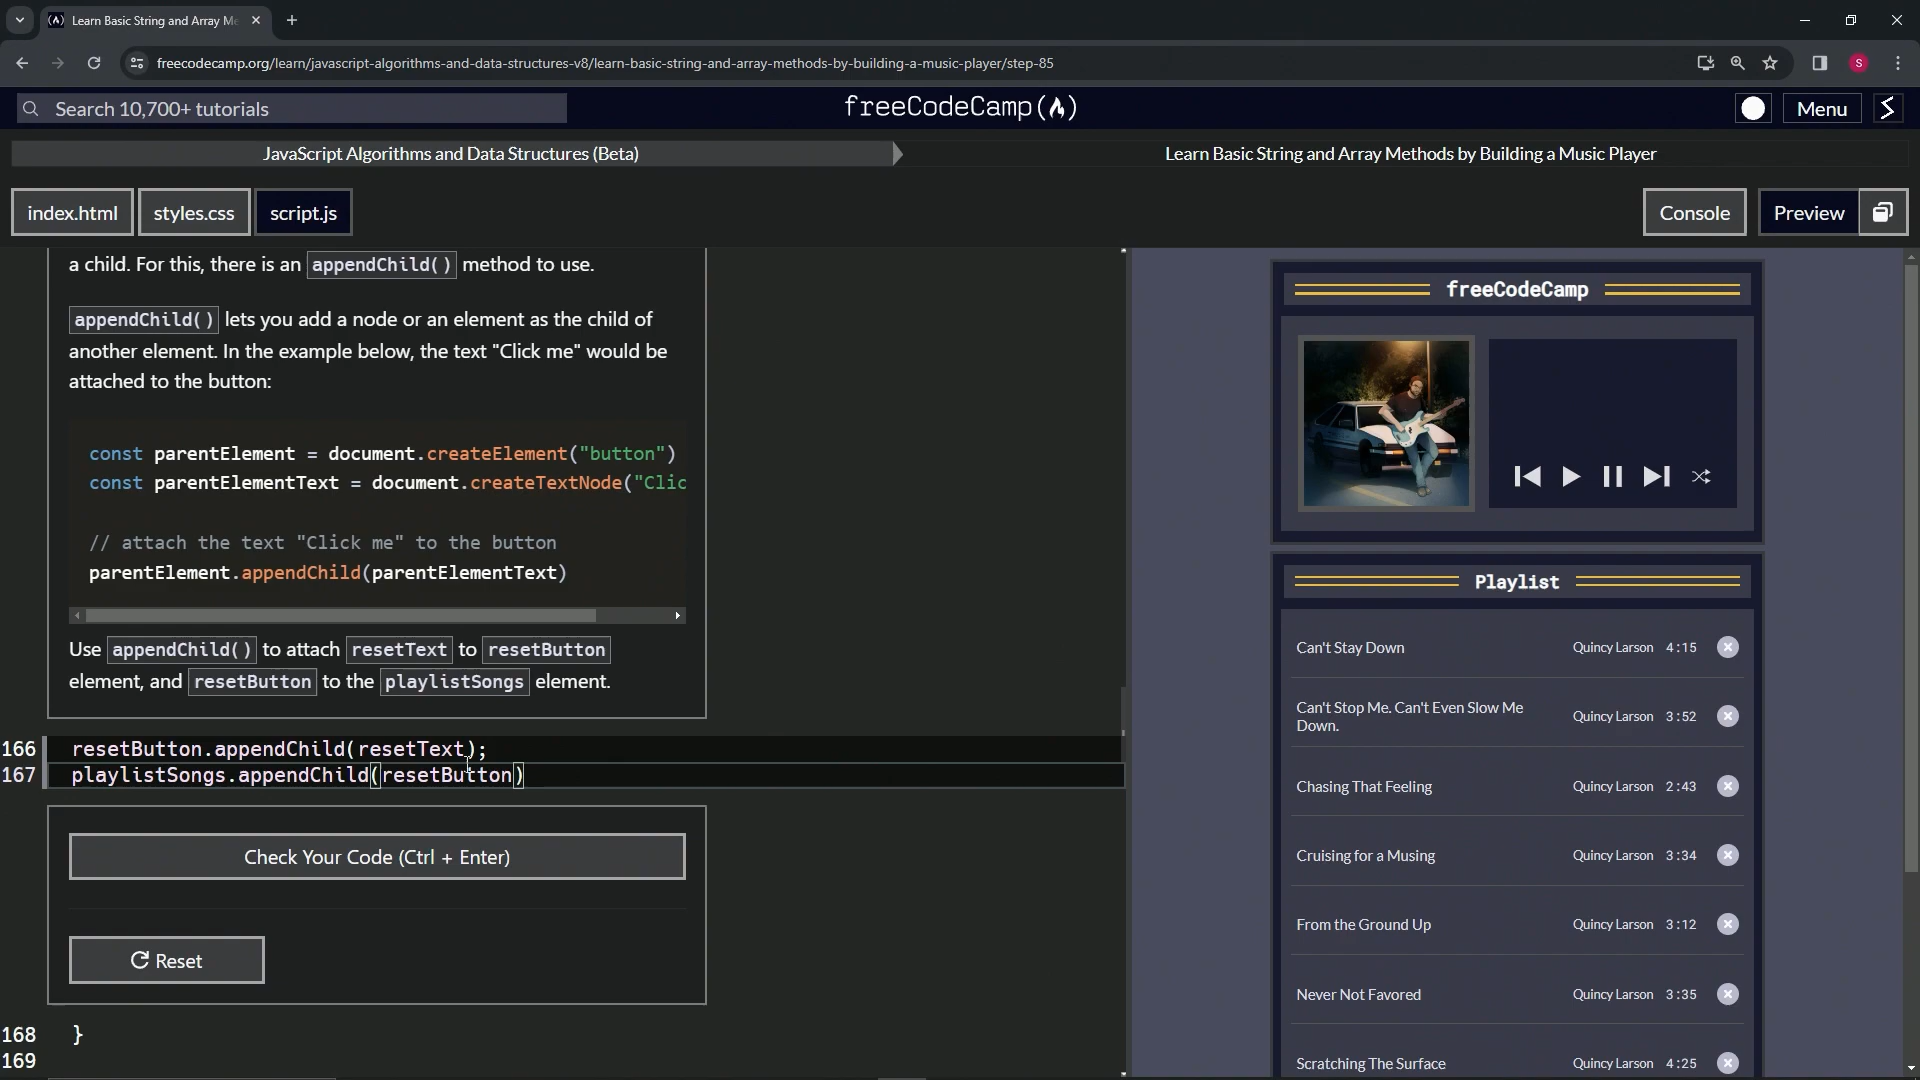 Learn Basic String and Array Me
freecodecamp.org/learn/javascript-algorithms-and-data-structures-v8/learn-basic-string-and-array-methods-by-building-a-music-player/step-85
S
Search 10,700+ tutorials
freeCodeCamp
Menu
JavaScript Algorithms and Data Structures (Beta)
Learn Basic String and Array Methods by Building a Music Player
index.html
styles.css
script.js
Console
Preview
a child. For this, there is an appendChild() method to use.
appendChild() lets you add a node or an element as the child of
another element. In the example below, the text "Click me" would be
attached to the button:
const parentElement = document.createElement("button")
const parentElementText = document.createTextNode("Clic
// attach the text "Click me" to the button
parentElement.appendChild(parentElementText)
Use appendChild() to attach resetText to resetButton
element, and resetButton to the playlistSongs element.
166 resetButton.appendChild(resetText);
167 playlistSongs.appendChild(resetButton)
Check Your Code (Ctrl + Enter)
Reset
168 }
169
freeCodeCamp
Playlist
Can't Stay Down Quincy Larson 4:15
Can't Stop Me. Can't Even Slow Me
Down. Quincy Larson 3:52
Chasing That Feeling Quincy Larson 2:43
Cruising for a Musing Quincy Larson 3:34
From the Ground Up Quincy Larson 3:12
Never Not Favored Quincy Larson 3:35
Scratching The Surface Quincy Larson 4:25